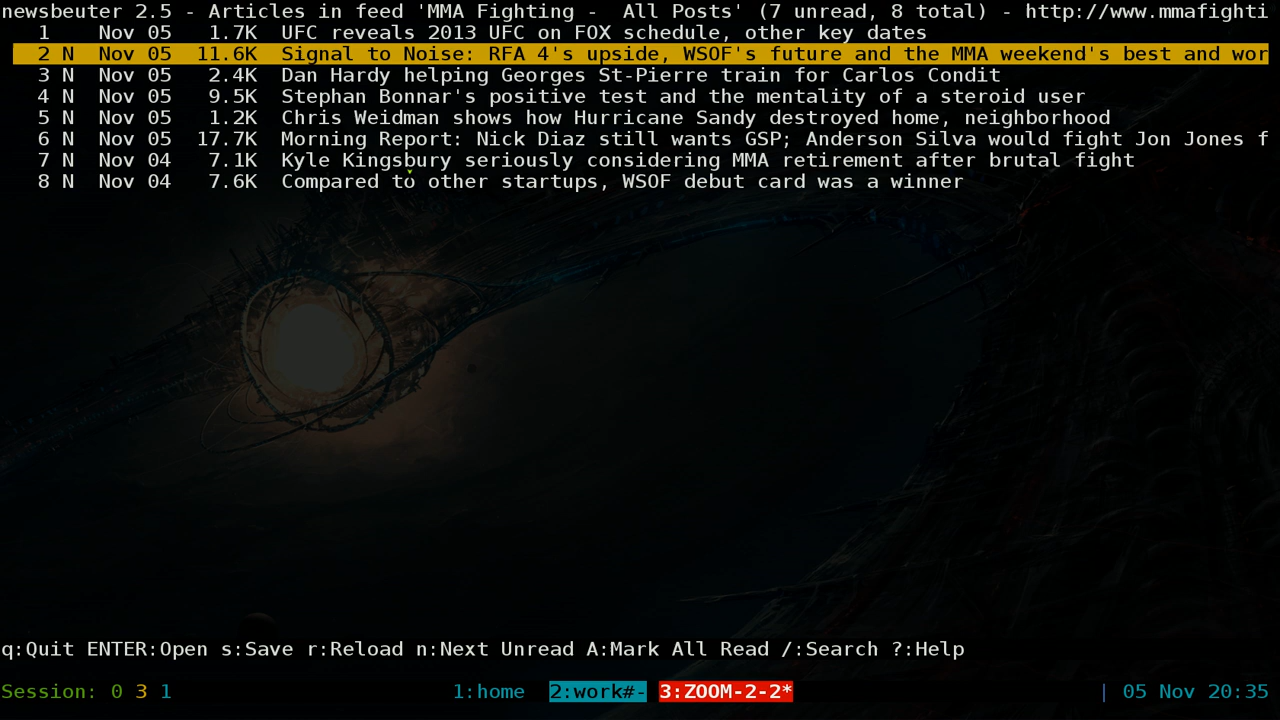 newsbeuter 2.5 - Articles in feed 'MMA Fighting -  All Posts' (7 unread, 8 total) - http://www.mmafighti
1    Nov 05   1.7K  UFC reveals 2013 UFC on FOX schedule, other key dates
2 N  Nov 05  11.6K  Signal to Noise: RFA 4's upside, WSOF's future and the MMA weekend's best and wor
3 N  Nov 05   2.4K  Dan Hardy helping Georges St-Pierre train for Carlos Condit
4 N  Nov 05   9.5K  Stephan Bonnar's positive test and the mentality of a steroid user
5 N  Nov 05   1.2K  Chris Weidman shows how Hurricane Sandy destroyed home, neighborhood
6 N  Nov 05  17.7K  Morning Report: Nick Diaz still wants GSP; Anderson Silva would fight Jon Jones f
7 N  Nov 04   7.1K  Kyle Kingsbury seriously considering MMA retirement after brutal fight
8 N  Nov 04   7.6K  Compared to other startups, WSOF debut card was a winner
q:Quit ENTER:Open s:Save r:Reload n:Next Unread A:Mark All Read /:Search ?:Help
Session: 0 3 1 1:home 2:work#- 3:ZOOM-2-2* | 05 Nov 20:35